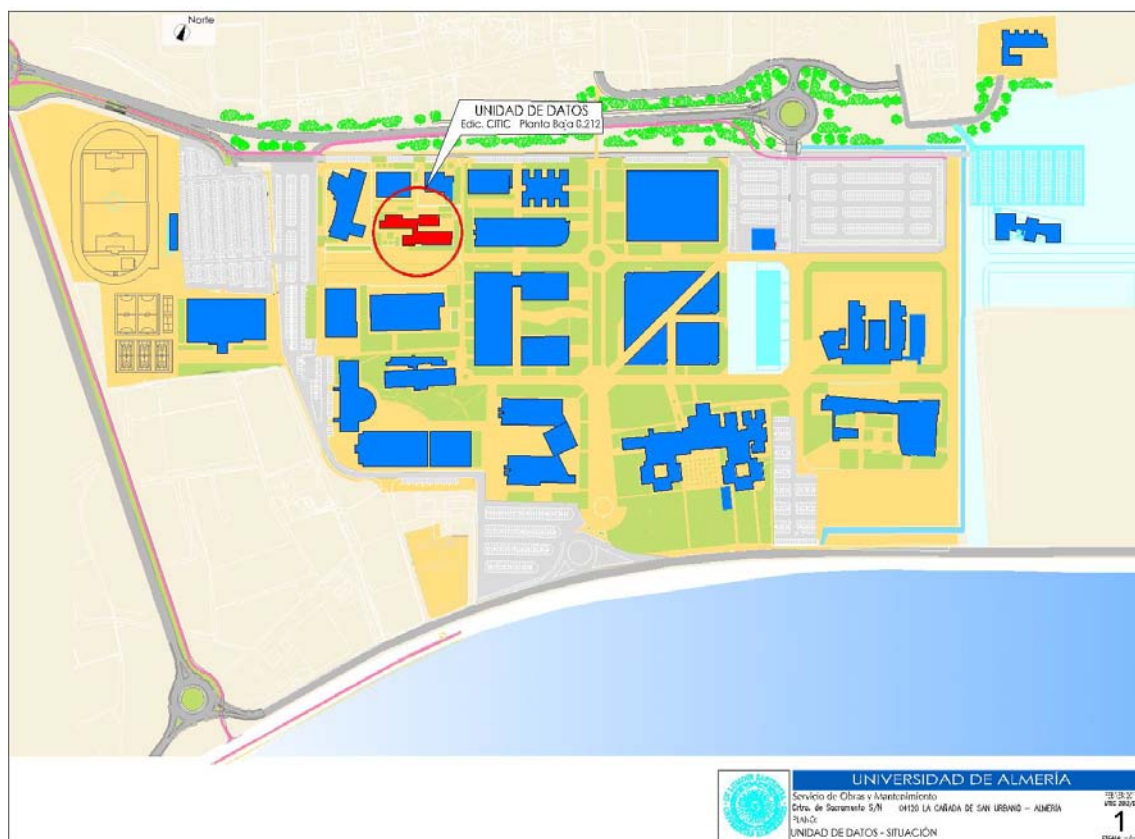 Norte
UNIDAD DE DATOS
Edic. CITIC Planta Baja 0.212
UNIVERSIDAD DE ALMERÍA
Servicio de Obras y Mantenimiento
Crtra. de Sacramento S/N 04120 LA CAÑADA DE SAN URBANO – ALMERÍA
PLANO:
UNIDAD DE DATOS - SITUACIÓN
1